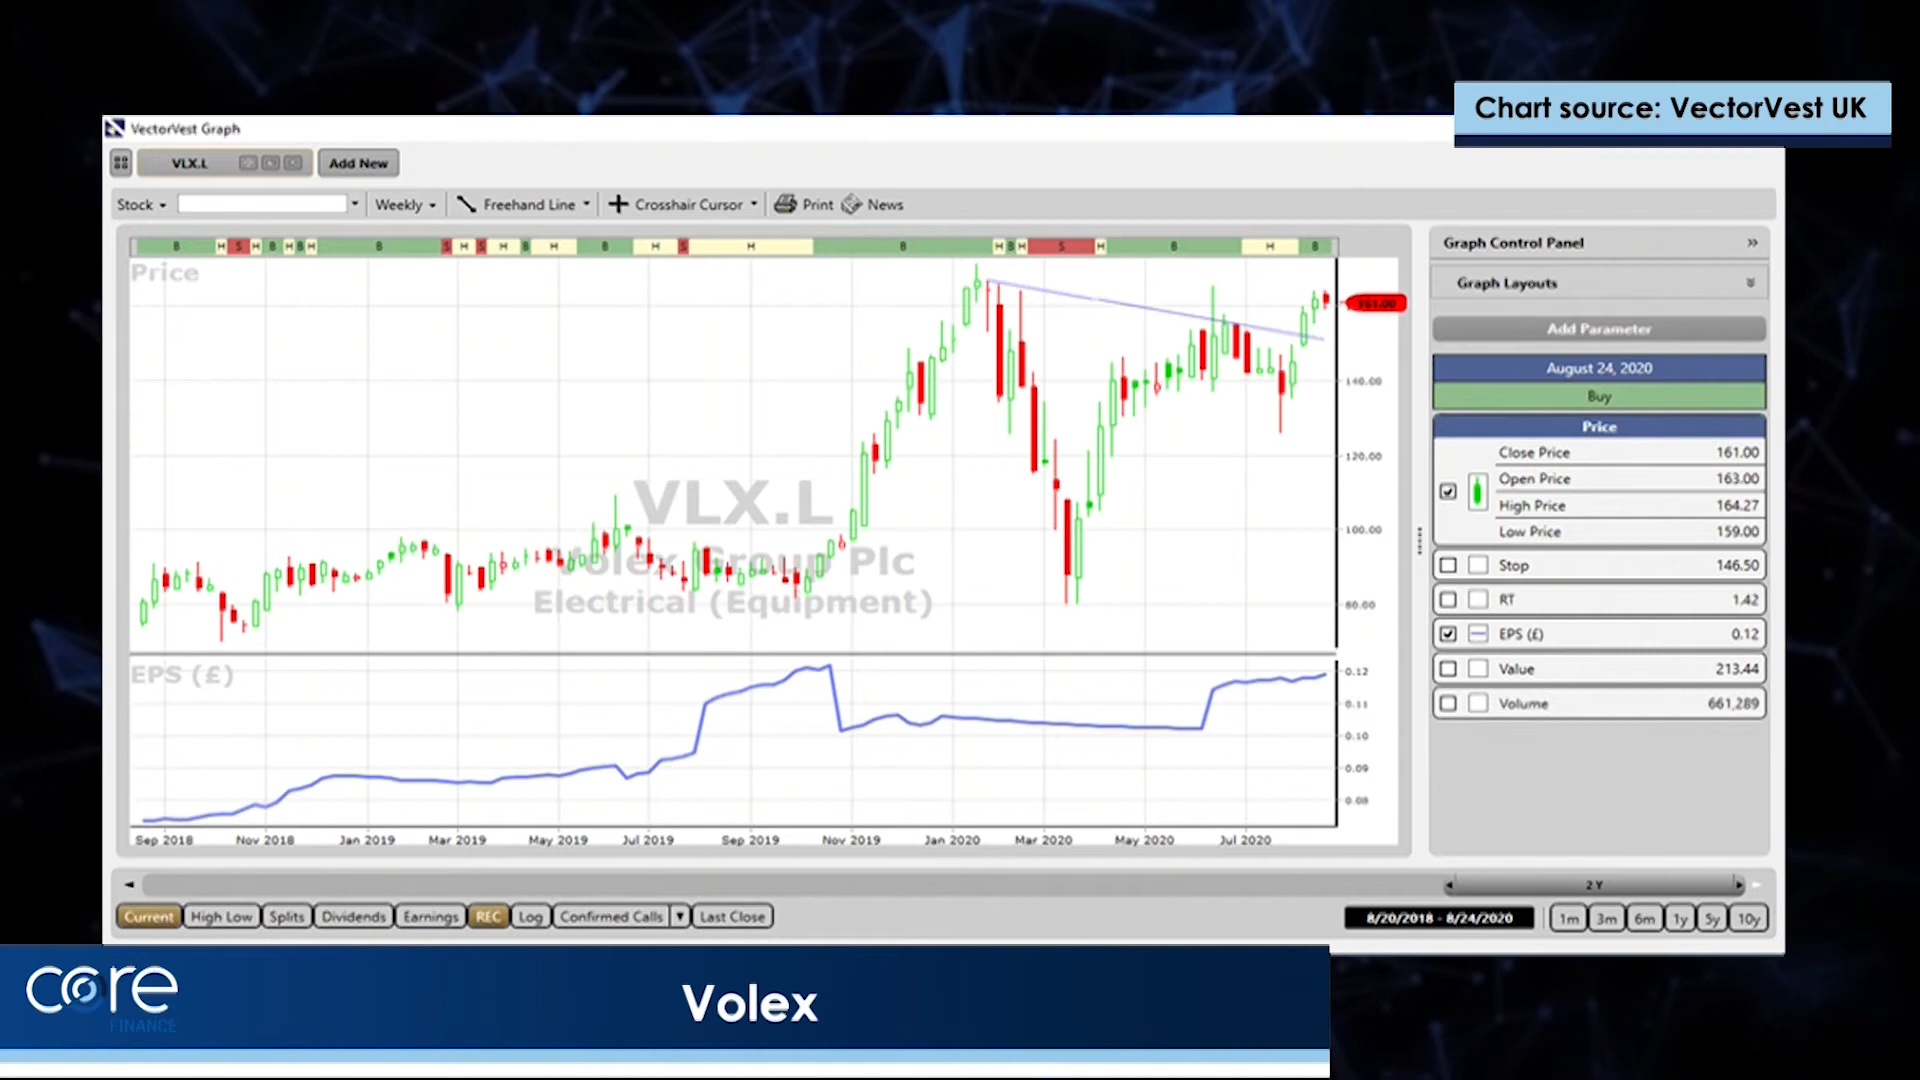 Chart source: VectorVest UK
VectorVest Graph
VLX.L Add New
Stock Weekly Freehand Line Crosshair Cursor Print News
B H S H B H B H B S H S H B H B H S H B H B H S H B H B
Price
VLX.L
Volex Group Plc
Electrical (Equipment)
161.00
140.00
120.00
100.00
80.00
EPS (£)
0.12
0.11
0.10
0.09
0.08
Sep 2018 Nov 2018 Jan 2019 Mar 2019 May 2019 Jul 2019 Sep 2019 Nov 2019 Jan 2020 Mar 2020 May 2020 Jul 2020
Graph Control Panel
Graph Layouts
Add Parameter
August 24, 2020
Buy
Price
Close Price 161.00
Open Price 163.00
High Price 164.27
Low Price 159.00
Stop 146.50
RT 1.42
EPS (£) 0.12
Value 213.44
Volume 661,289
2 Y
Current High Low Splits Dividends Earnings REC Log Confirmed Calls Last Close 8/20/2018 - 8/24/2020 1m 3m 6m 1y 5y 10y
core
FINANCE
Volex